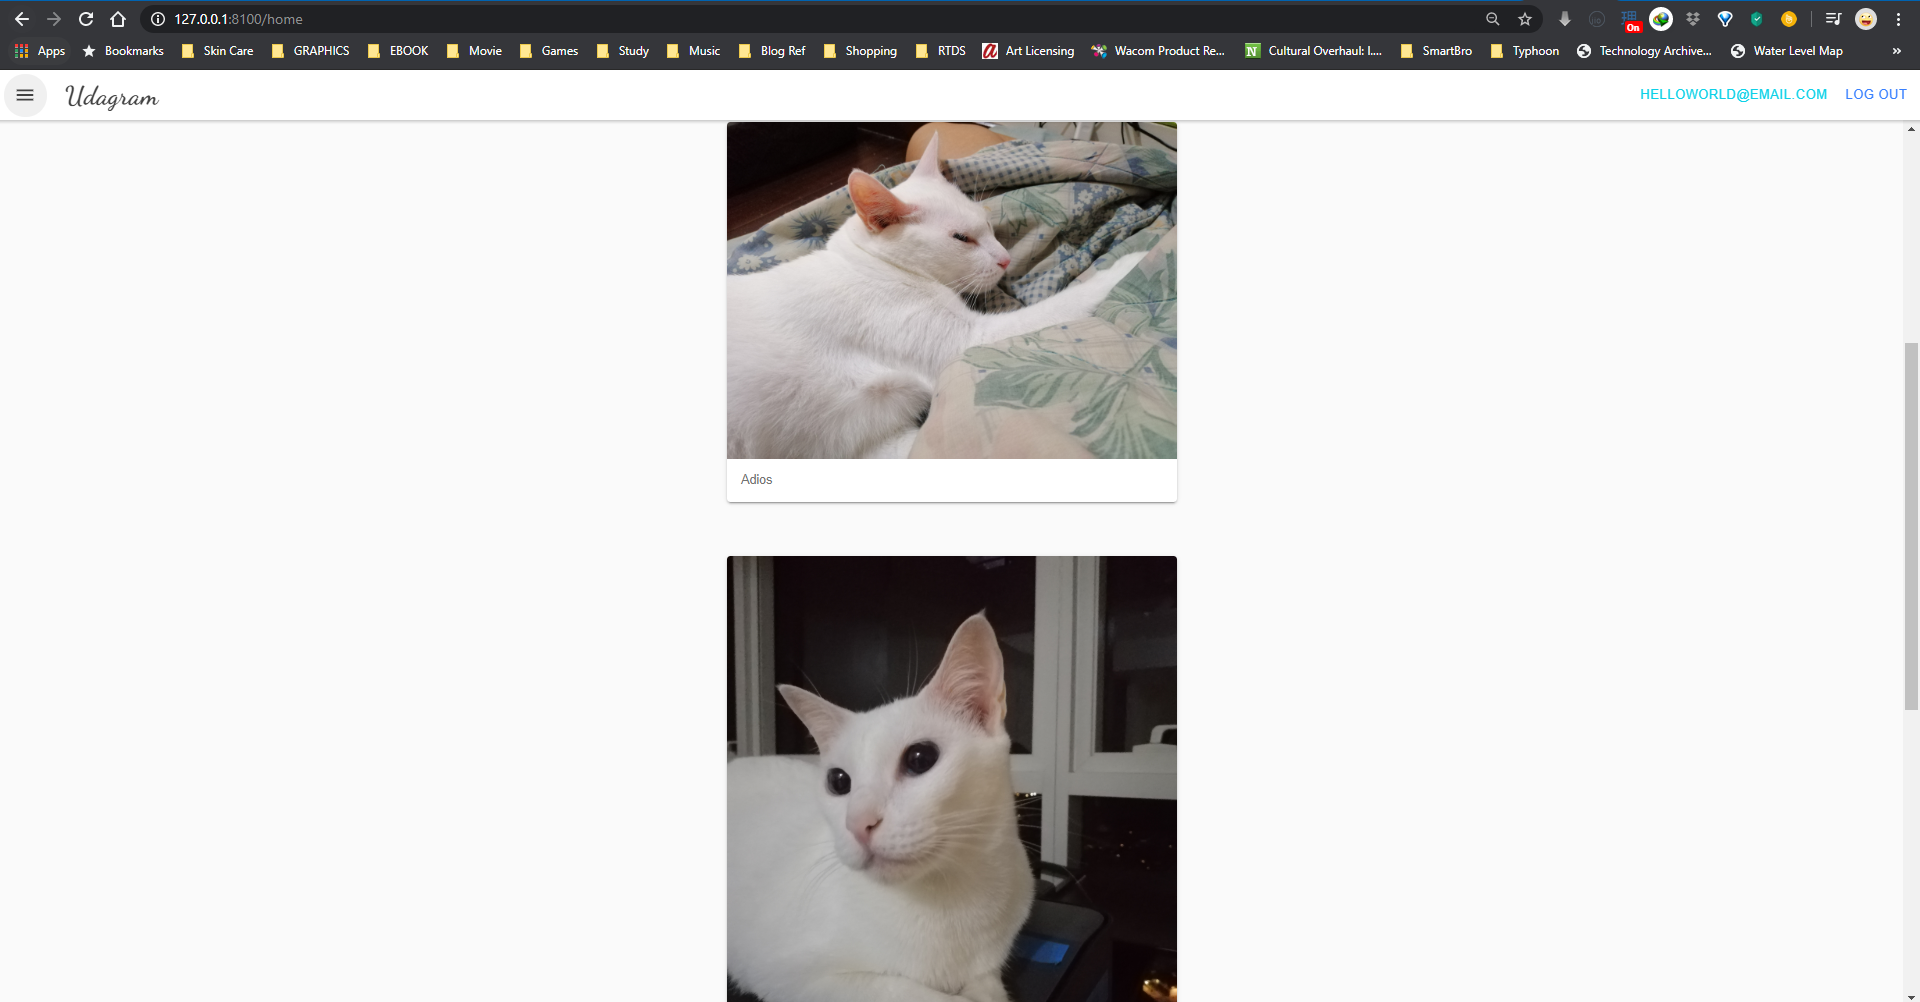 127.0.0.1:8100/home
On
Apps Bookmarks Skin Care GRAPHICS EBOOK Movie Games Study Music Blog Ref Shopping RTDS Art Licensing Wacom Product Re... Cultural Overhaul: I.... SmartBro Typhoon Technology Archive... Water Level Map »
Udagram HELLOWORLD@EMAIL.COM LOG OUT
Adios